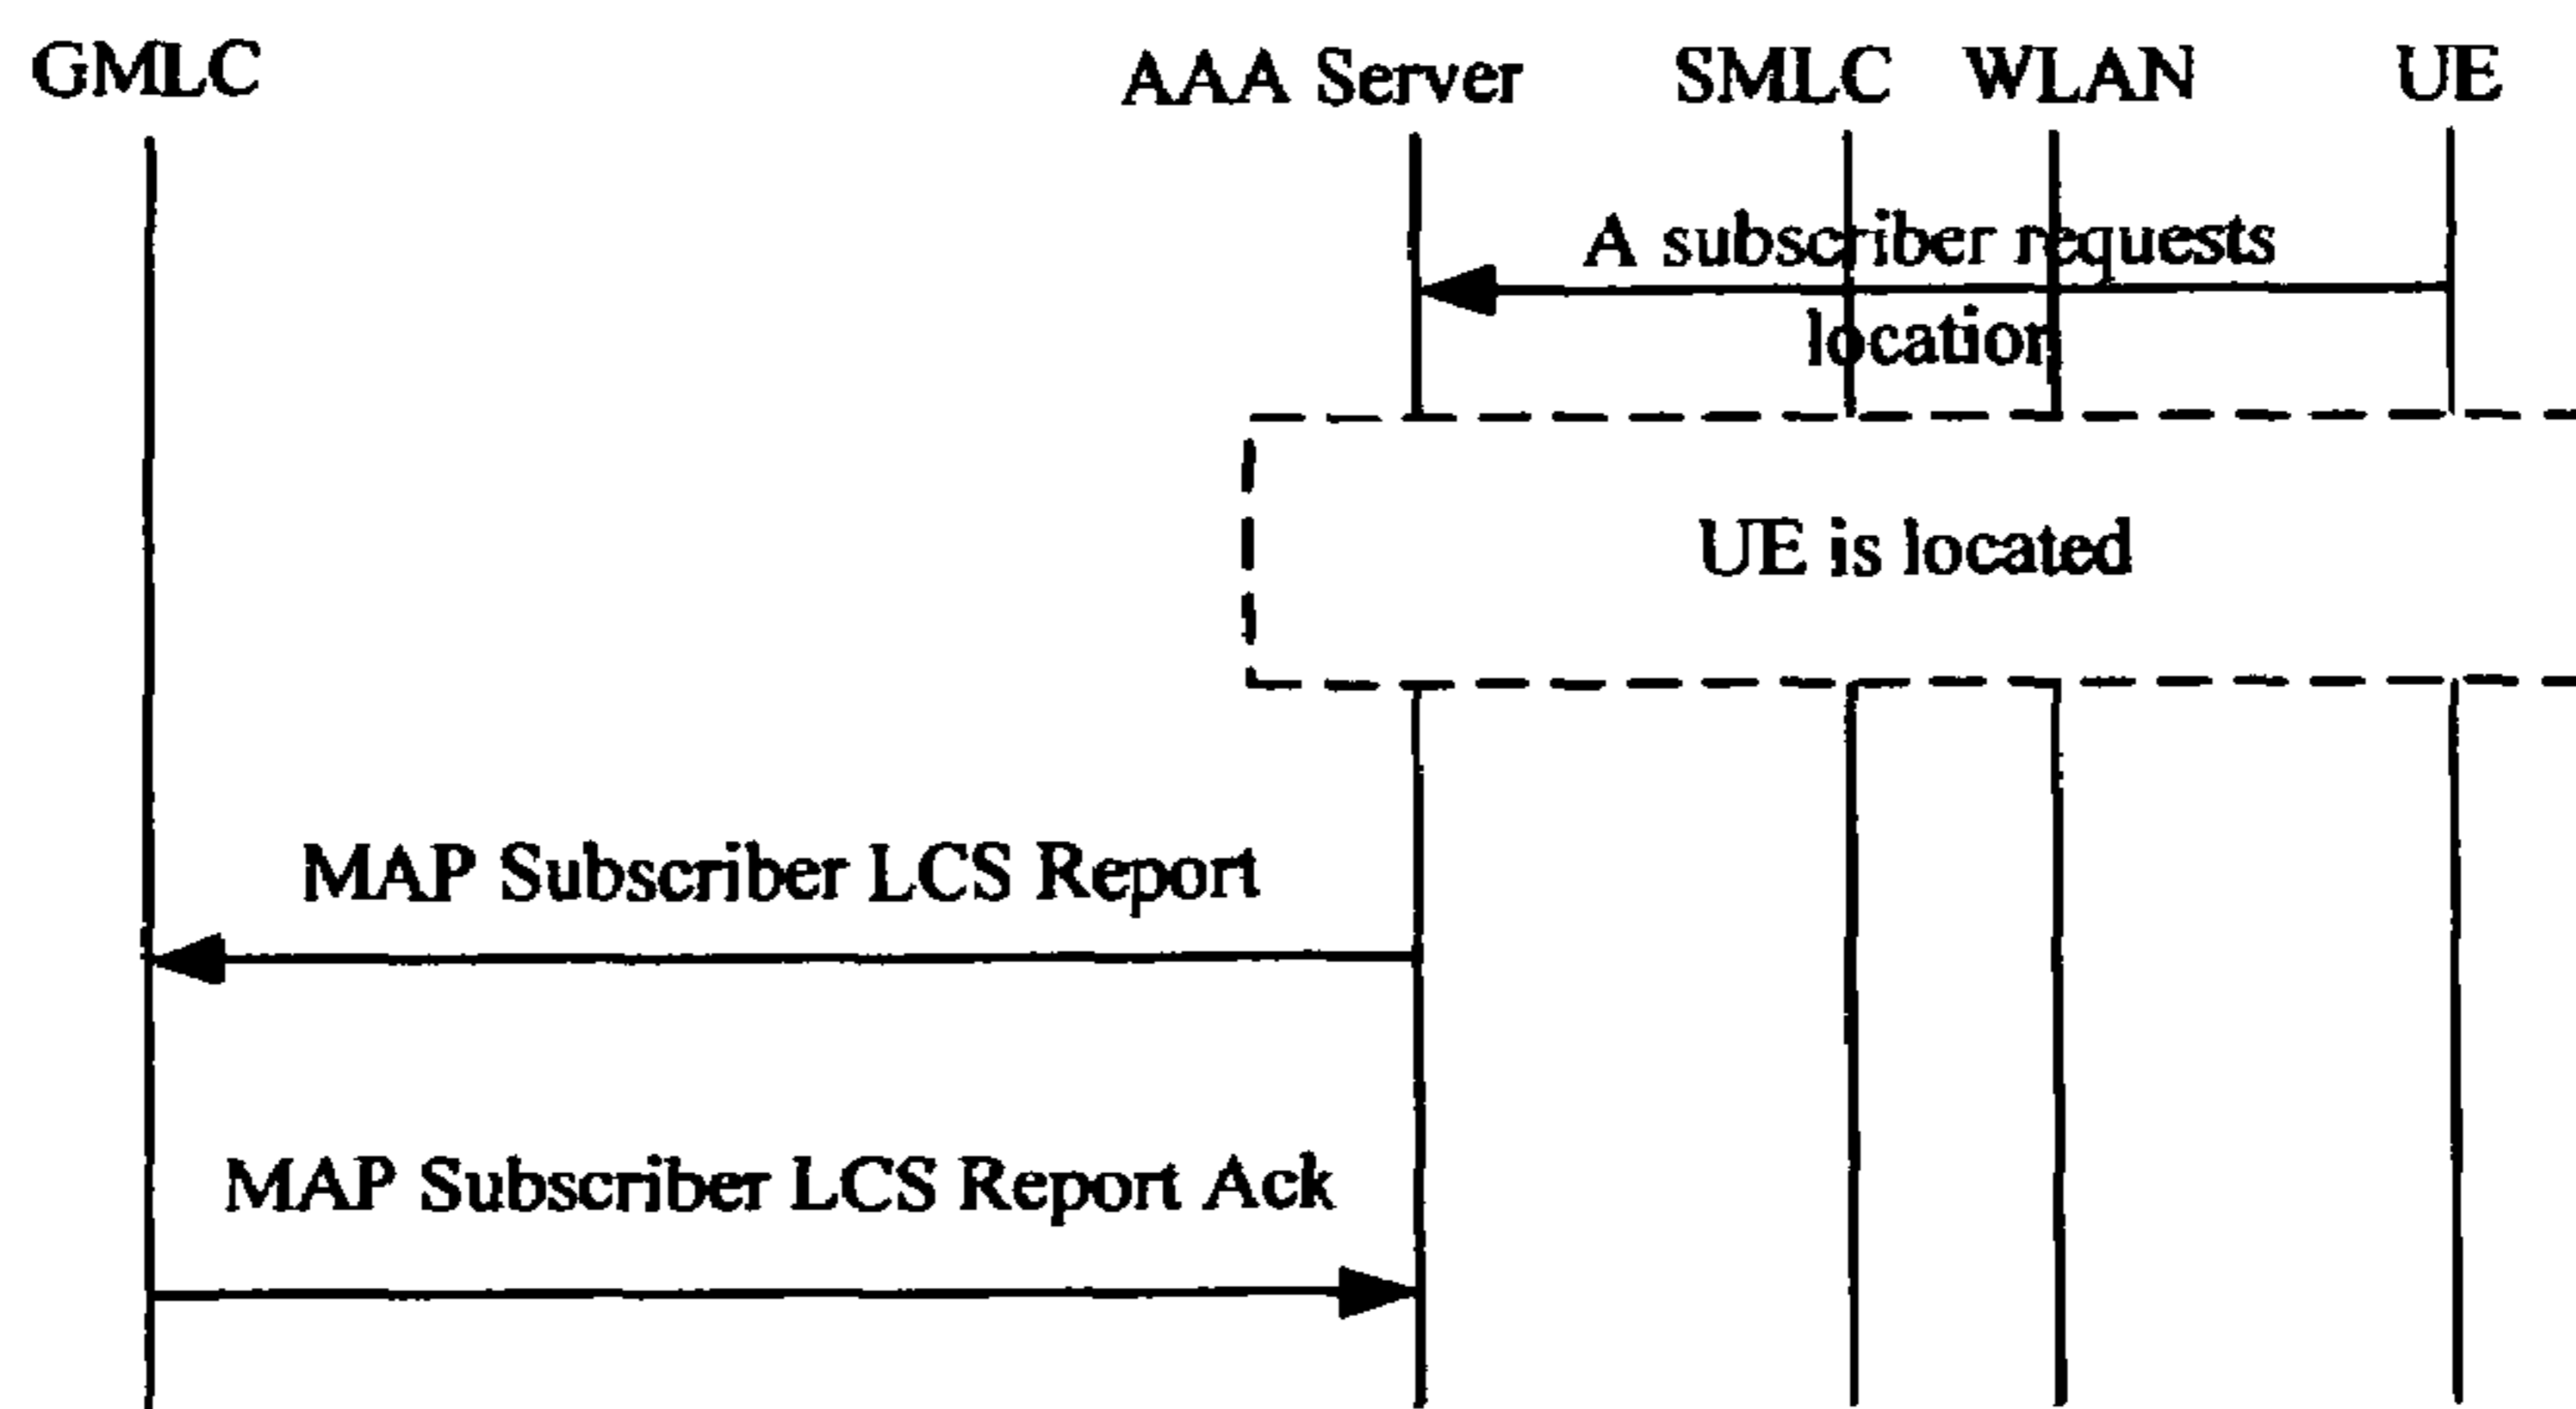 GMLC AAA Server SMLC WLAN UE
A subscriber requests
location
UE is located
MAP Subscriber LCS Report
MAP Subscriber LCS Report Ack